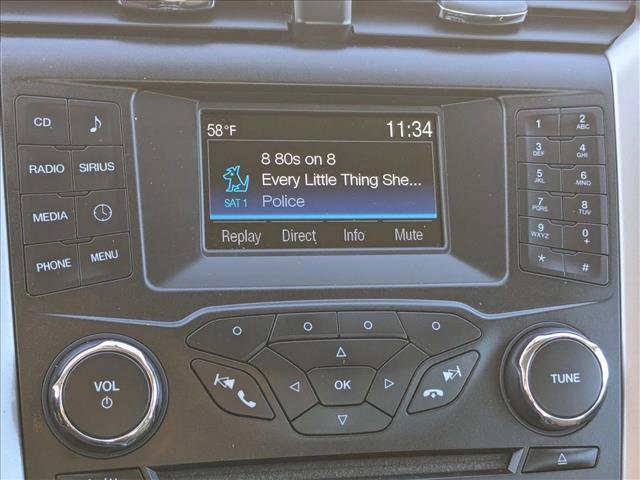 58°F 11:34
8 80s on 8
Every Little Thing She...
SAT 1 Police
Replay Direct Info Mute
CD
RADIO SIRIUS
MEDIA
PHONE MENU
1 2 ABC
3 DEF 4 GHI
5 JKL 6 MNO
7 PQRS 8 TUV
9 WXYZ 0 +
* #
VOL
OK
TUNE